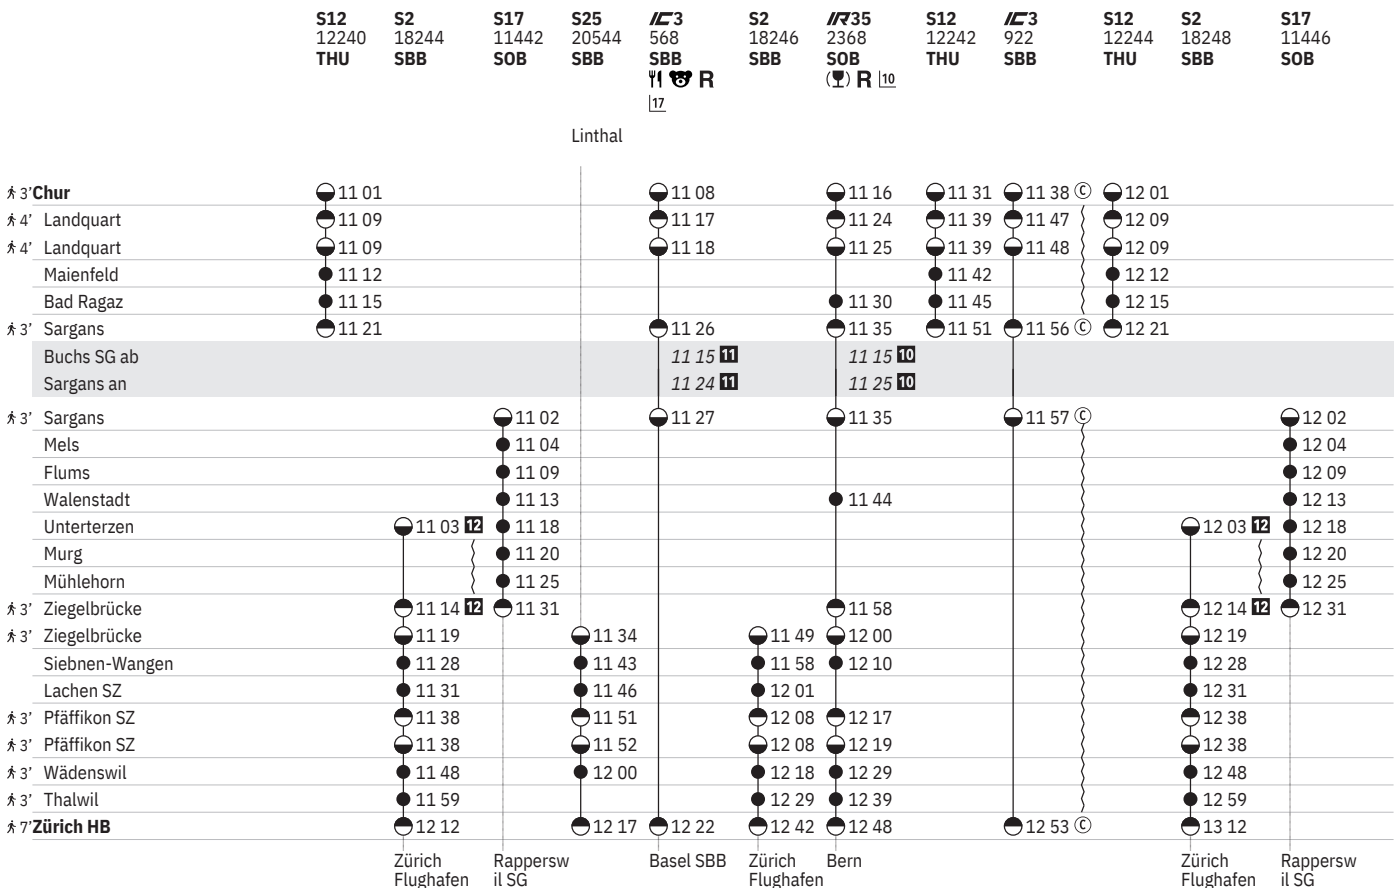 S12 S2 S17 S25 IC3 S2 IR35 S12 IC3 S12 S2 S17
12240 18244 11442 20544 568 18246 2368 12242 922 12244 18248 11446
THU SBB SOB SBB SBB SBB SOB THU SBB THU SBB SOB
R R 10
17
Linthal
3’ Chur 11 01 11 08 11 16 11 31 11 38 C 12 01
4’ Landquart 11 09 11 17 11 24 11 39 11 47 12 09
4’ Landquart 11 09 11 18 11 25 11 39 11 48 12 09
Maienfeld 11 12 11 42 12 12
Bad Ragaz 11 15 11 30 11 45 12 15
3’ Sargans 11 21 11 26 11 35 11 51 11 56 C 12 21
Buchs SG ab 11 15 11 11 15 10
Sargans an 11 24 11 11 25 10
3’ Sargans 11 02 11 27 11 35 11 57 C 12 02
Mels 11 04 12 04
Flums 11 09 12 09
Walenstadt 11 13 11 44 12 13
Unterterzen 11 03 12 11 18 12 03 12 12 18
Murg 11 20 12 20
Mühlehorn 11 25 12 25
3’ Ziegelbrücke 11 14 12 11 31 11 58 12 14 12 12 31
3’ Ziegelbrücke 11 19 11 34 11 49 12 00 12 19
Siebnen-Wangen 11 28 11 43 11 58 12 10 12 28
Lachen SZ 11 31 11 46 12 01 12 31
3’ Pfäffikon SZ 11 38 11 51 12 08 12 17 12 38
3’ Pfäffikon SZ 11 38 11 52 12 08 12 19 12 38
3’ Wädenswil 11 48 12 00 12 18 12 29 12 48
3’ Thalwil 11 59 12 29 12 39 12 59
7’ Zürich HB 12 12 12 17 12 22 12 42 12 48 12 53 C 13 12
Zürich Rappersw Basel SBB Zürich Bern Zürich Rappersw
Flughafen il SG Flughafen Flughafen il SG